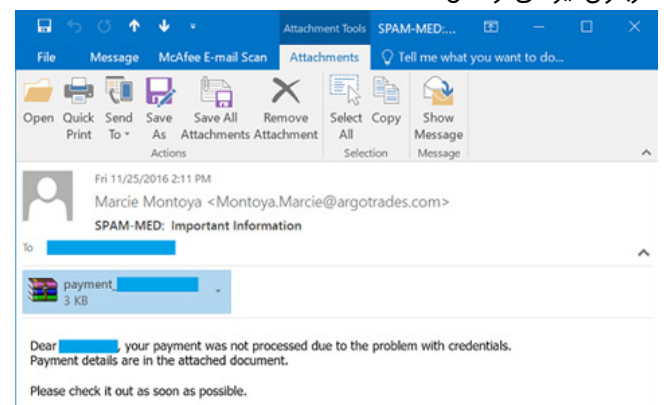 Attachment Tools SPAM-MED:...
File Message McAfee E-mail Scan Attachments Tell me what you want to do...
Open Quick Print Send To Save As Save All Attachments Remove Attachment Select All Copy Show Message
Actions Selection Message
Fri 11/25/2016 2:11 PM
Marcie Montoya <Montoya.Marcie@argotrades.com>
SPAM-MED: Important Information
To
payment_
3 KB
Dear , your payment was not processed due to the problem with credentials.
Payment details are in the attached document.
Please check it out as soon as possible.